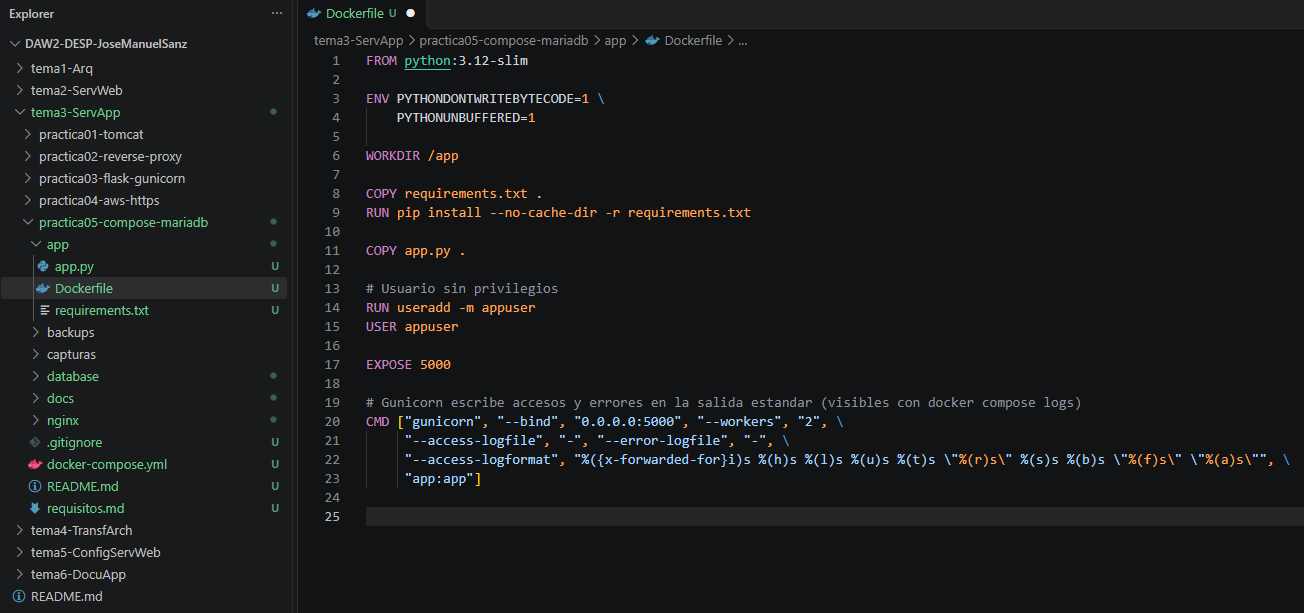 Explorer
DAW2-DESP-JoseManuelSanz
tema1-Arq
tema2-ServWeb
tema3-ServApp
practica01-tomcat
practica02-reverse-proxy
practica03-flask-gunicorn
practica04-aws-https
practica05-compose-mariadb
app
app.py U
Dockerfile U
requirements.txt U
backups
capturas
database
docs
nginx
.gitignore U
docker-compose.yml U
README.md U
requisitos.md U
tema4-TransfArch
tema5-ConfigServWeb
tema6-DocuApp
README.md
Dockerfile U
tema3-ServApp > practica05-compose-mariadb > app > Dockerfile > ...
1 FROM python:3.12-slim
2
3 ENV PYTHONDONTWRITEBYTECODE=1 \
4     PYTHONUNBUFFERED=1
5
6 WORKDIR /app
7
8 COPY requirements.txt .
9 RUN pip install --no-cache-dir -r requirements.txt
10
11 COPY app.py .
12
13 # Usuario sin privilegios
14 RUN useradd -m appuser
15 USER appuser
16
17 EXPOSE 5000
18
19 # Gunicorn escribe accesos y errores en la salida estandar (visibles con docker compose logs)
20 CMD ["gunicorn", "--bind", "0.0.0.0:5000", "--workers", "2", \
21      "--access-logfile", "-", "--error-logfile", "-", \
22      "--access-logformat", "%({x-forwarded-for}i)s %(h)s %(l)s %(u)s %(t)s \"%(r)s\" %(s)s %(b)s \"%(f)s\" \"%(a)s\"", \
23      "app:app"]
24
25